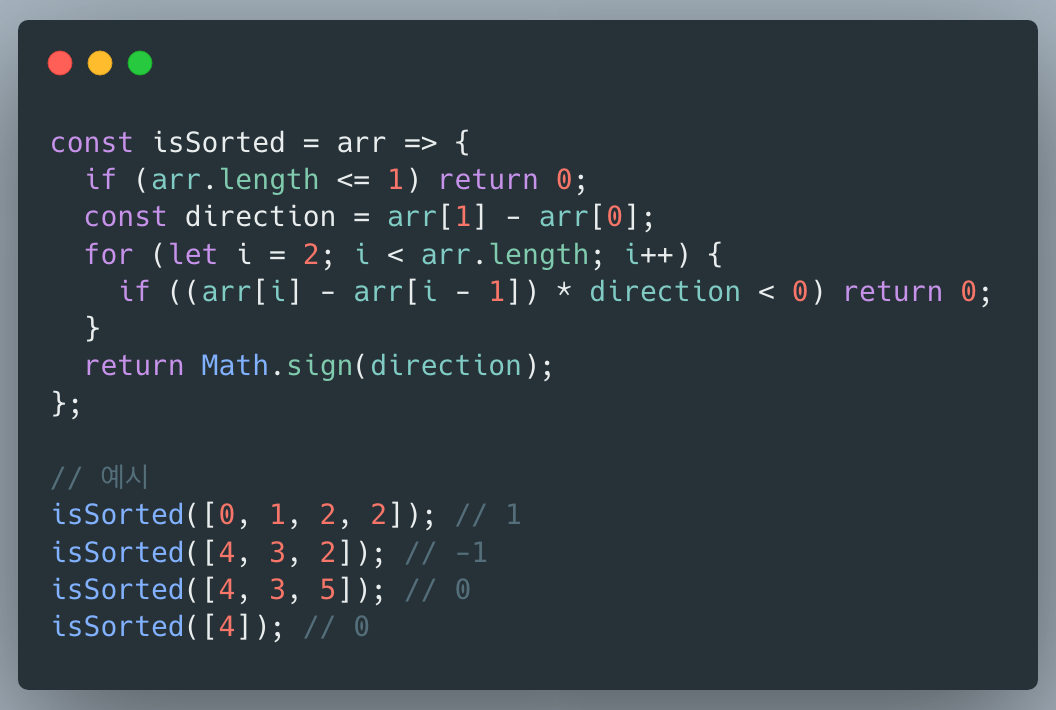 const isSorted = arr => {
  if (arr.length <= 1) return 0;
  const direction = arr[1] - arr[0];
  for (let i = 2; i < arr.length; i++) {
    if ((arr[i] - arr[i - 1]) * direction < 0) return 0;
  }
  return Math.sign(direction);
};

// 예시
isSorted([0, 1, 2, 2]); // 1
isSorted([4, 3, 2]); // -1
isSorted([4, 3, 5]); // 0
isSorted([4]); // 0